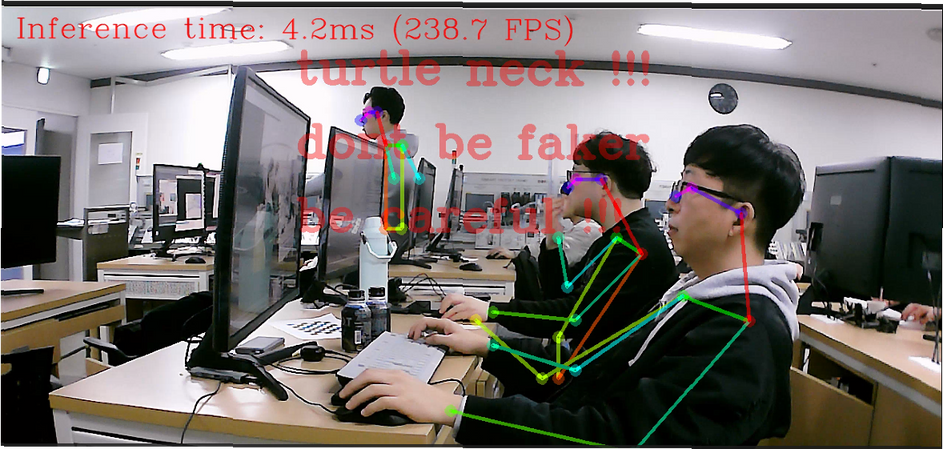 Inference time: 4.2ms (238.7 FPS)
turtle neck !!!
dont be faker
be careful !!